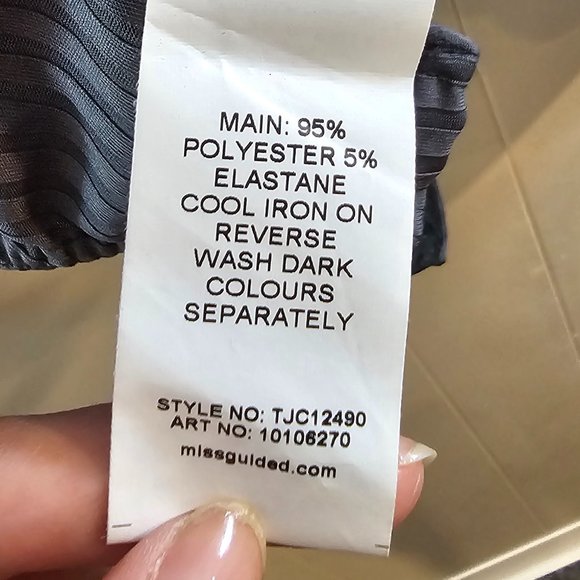 MAIN: 95%
POLYESTER 5%
ELASTANE
COOL IRON ON
REVERSE
WASH DARK
COLOURS
SEPARATELY
STYLE NO: TJC12490
ART NO: 10106270
missguided.com